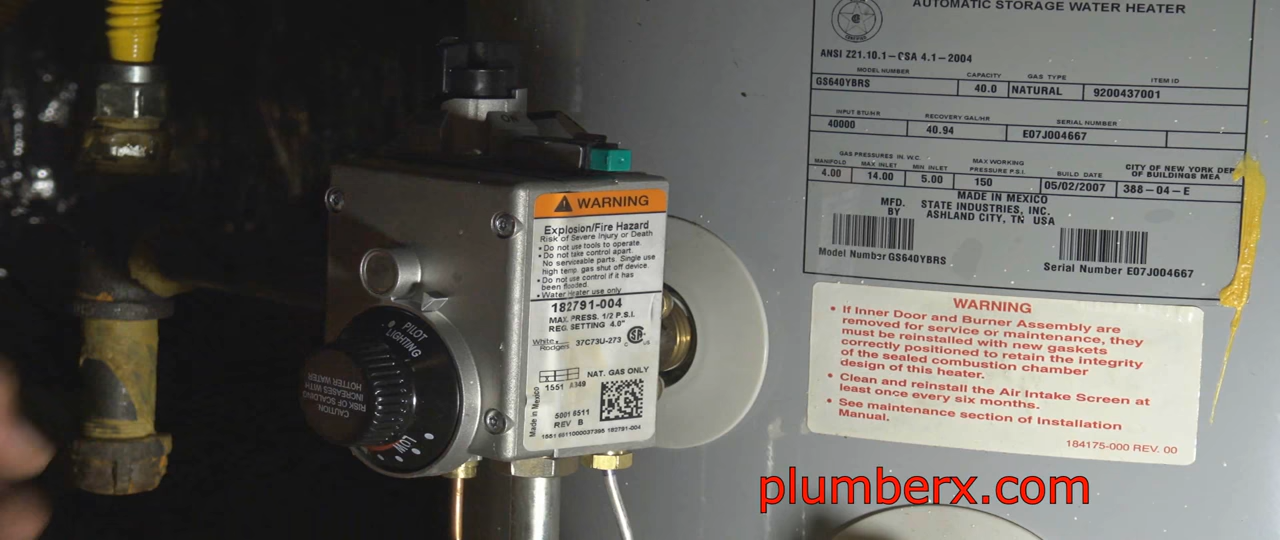 ON
WARNING
Explosion/Fire Hazard
Risk of Severe Injury or Death
• Do not use tools to operate.
• Do not take control apart.
No serviceable parts. Single use
high temp. gas shut off device.
• Do not use control if it has
been flooded.
• Water Heater use only
182791-004
MAX. PRESS. 1/2 P.S.I.
REG. SETTING 4.0"
White-Rodgers 37C73U-273
NAT. GAS ONLY
Made in Mexico
5001 6511
REV B
PILOT
LIGHTING
CAUTION.
RISK OF SCALDING
INCREASES WITH
HOTTER WATER
LOW
AUTOMATIC STORAGE WATER HEATER
ANSI Z21.10.1-CSA 4.1-2004
MODEL NUMBER CAPACITY GAS TYPE ITEM ID
GS640YBRS 40.0 NATURAL 9200437001
INPUT BTU/HR RECOVERY GAL/HR SERIAL NUMBER
40000 40.94 E07J004667
GAS PRESSURES IN. W.C.
MANIFOLD MAX. INLET MIN. INLET MAX WORKING PRESSURE P.S.I. BUILD DATE CITY OF NEW YORK DEP OF BUILDINGS MEA
4.00 14.00 5.00 150 05/02/2007 388-04-E
MADE IN MEXICO
MFD. BY STATE INDUSTRIES, INC.
ASHLAND CITY, TN USA
Model Number GS640YBRS
Serial Number E07J004667
WARNING
• If Inner Door and Burner Assembly are
removed for service or maintenance, they
must be reinstalled with new gaskets
correctly positioned to retain the integrity
of the sealed combustion chamber
design of this heater.
• Clean and reinstall the Air Intake Screen at
least once every six months.
• See maintenance section of Installation
Manual.
184175-000 REV. 00
plumberx.com